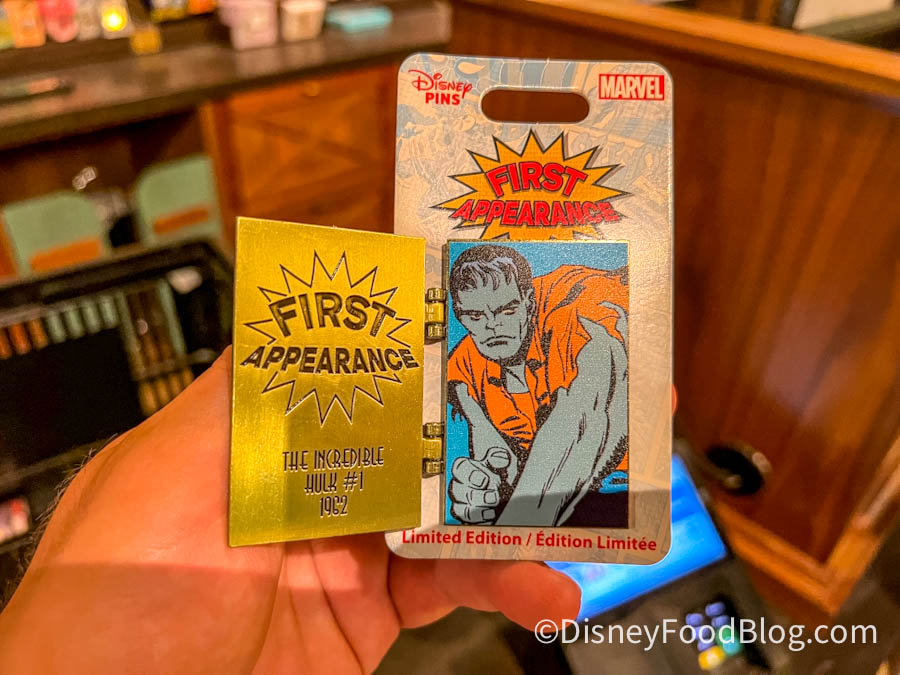 Disney
PINS
MARVEL
FIRST
APPEARANCE
FIRST
APPEARANCE
THE INCREDIBLE
HULK #1
1962
Limited Edition / Édition Limitée
©DisneyFoodBlog.com